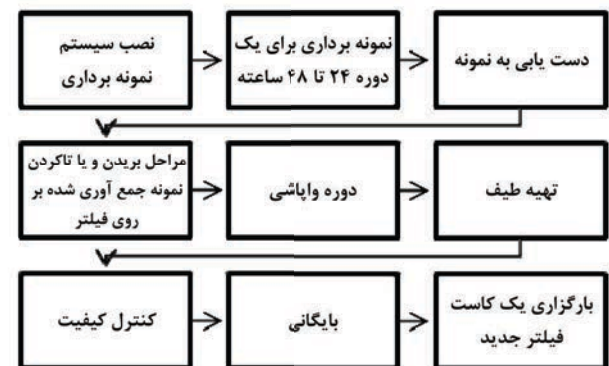 نصب سیستم
نمونه برداری
نمونه برداری برای یک
دوره ۲۴ تا ۴۸ ساعته
دست یابی به نمونه
مراحل بریدن و یا تاکردن
نمونه جمع آوری شده بر
روی فیلتر
دوره واپاشی
تهیه طیف
کنترل کیفیت
بایگانی
بارگزاری یک کاست
فیلتر جدید